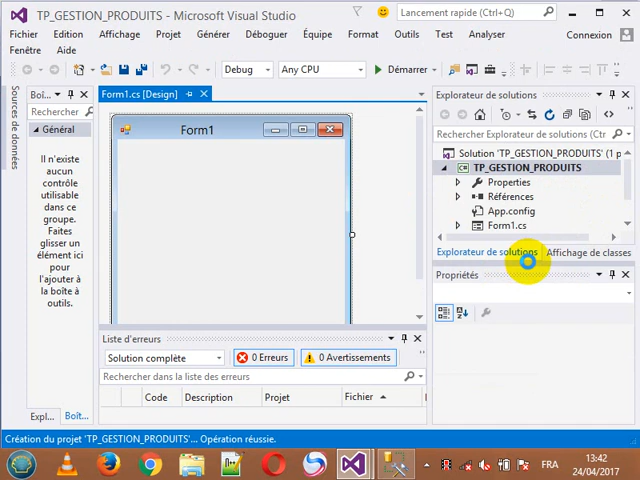 TP_GESTION_PRODUITS - Microsoft Visual Studio
Lancement rapide (Ctrl+Q)
Fichier Edition Affichage Projet Générer Déboguer Équipe Format Outils Test Analyser Connexion
Fenêtre Aide
Debug Any CPU Démarrer
Sources de données
Boî...
Rechercher
Général
Il n'existe
aucun
contrôle
utilisable
dans ce
groupe.
Faites
glisser un
élément ici
pour
l'ajouter à
la boîte à
outils.
Expl... Boît...
Form1.cs [Design]
Form1
Liste d'erreurs
Solution complète 0 Erreurs 0 Avertissements
Rechercher dans la liste des erreurs
Code Description Projet Fichier
Explorateur de solutions
Rechercher Explorateur de solutions (Ctr
Solution 'TP_GESTION_PRODUITS' (1 p
TP_GESTION_PRODUITS
Properties
Références
App.config
Form1.cs
Explorateur de solutions Affichage de classes
Propriétés
Création du projet 'TP_GESTION_PRODUITS'... Opération réussie.
FR 13:42
24/04/2017